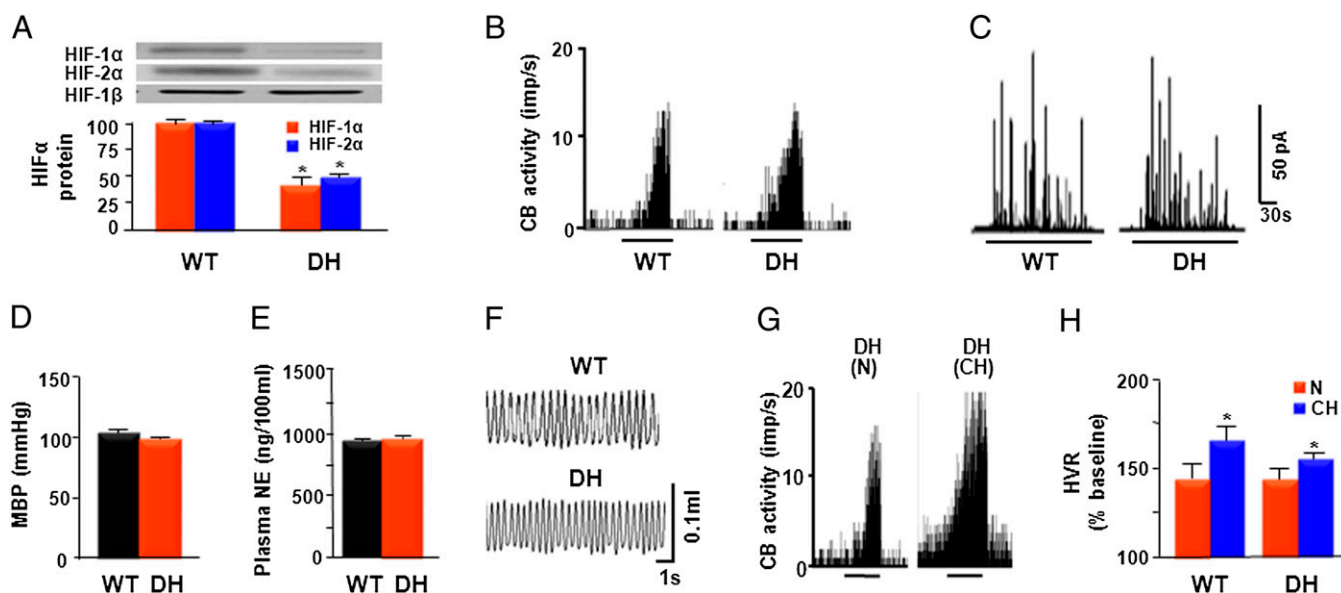 A
HIF-1α
HIF-2α
HIF-1β
HIFα protein
100
75
50
25
0
HIF-1α
HIF-2α
*
*
WT
DH
B
CB activity (imp/s)
20
10
0
WT
DH
C
50 pA
30s
WT
DH
D
MBP (mmHg)
150
100
50
0
WT
DH
E
Plasma NE (ng/100ml)
1500
1000
500
0
WT
DH
F
WT
DH
0.1ml
1s
G
DH
(N)
DH
(CH)
CB activity (imp/s)
20
10
0
H
HVR
(% baseline)
200
150
100
N
CH
*
*
WT
DH